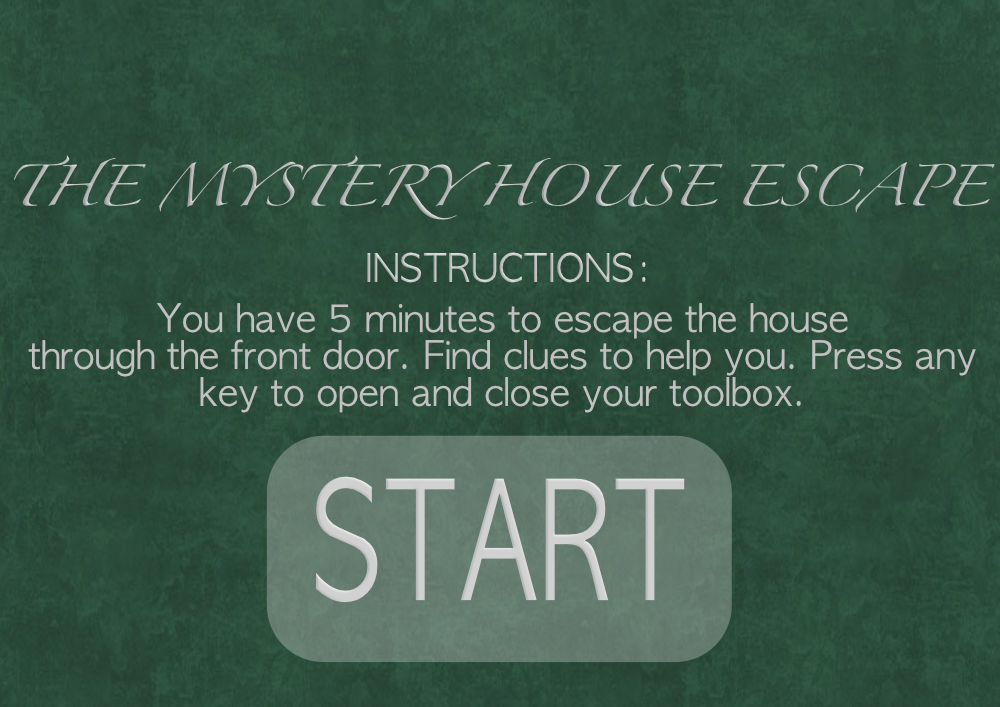 THE MYSTERY HOUSE ESCAPE
INSTRUCTIONS:
You have 5 minutes to escape the house
through the front door. Find clues to help you. Press any
key to open and close your toolbox.
START